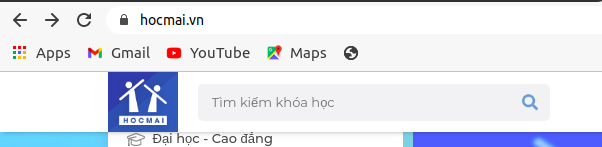 hocmai.vn
Apps Gmail YouTube Maps
HOCMAI Tìm kiếm khóa học
Đại học - Cao đẳng